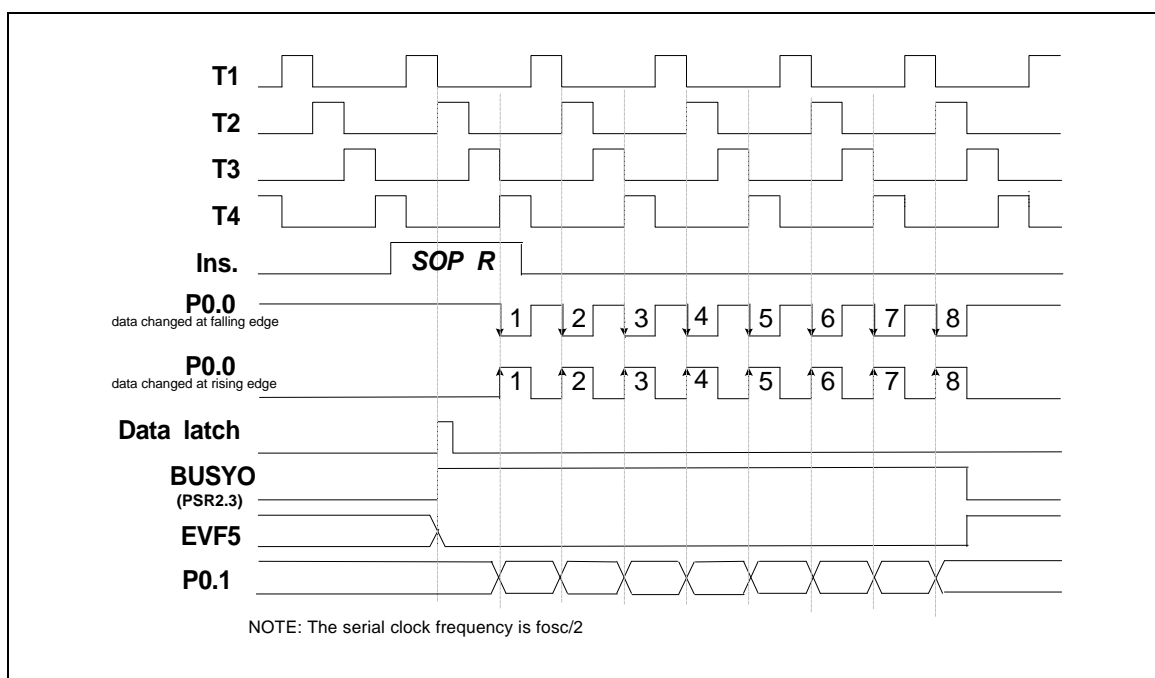 T1
T2
T3
T4
Ins. SOP R
P0.0
data changed at falling edge
1 2 3 4 5 6 7 8
P0.0
data changed at rising edge
1 2 3 4 5 6 7 8
Data latch
BUSYO
(PSR2.3)
EVF5
P0.1
NOTE: The serial clock frequency is fosc/2